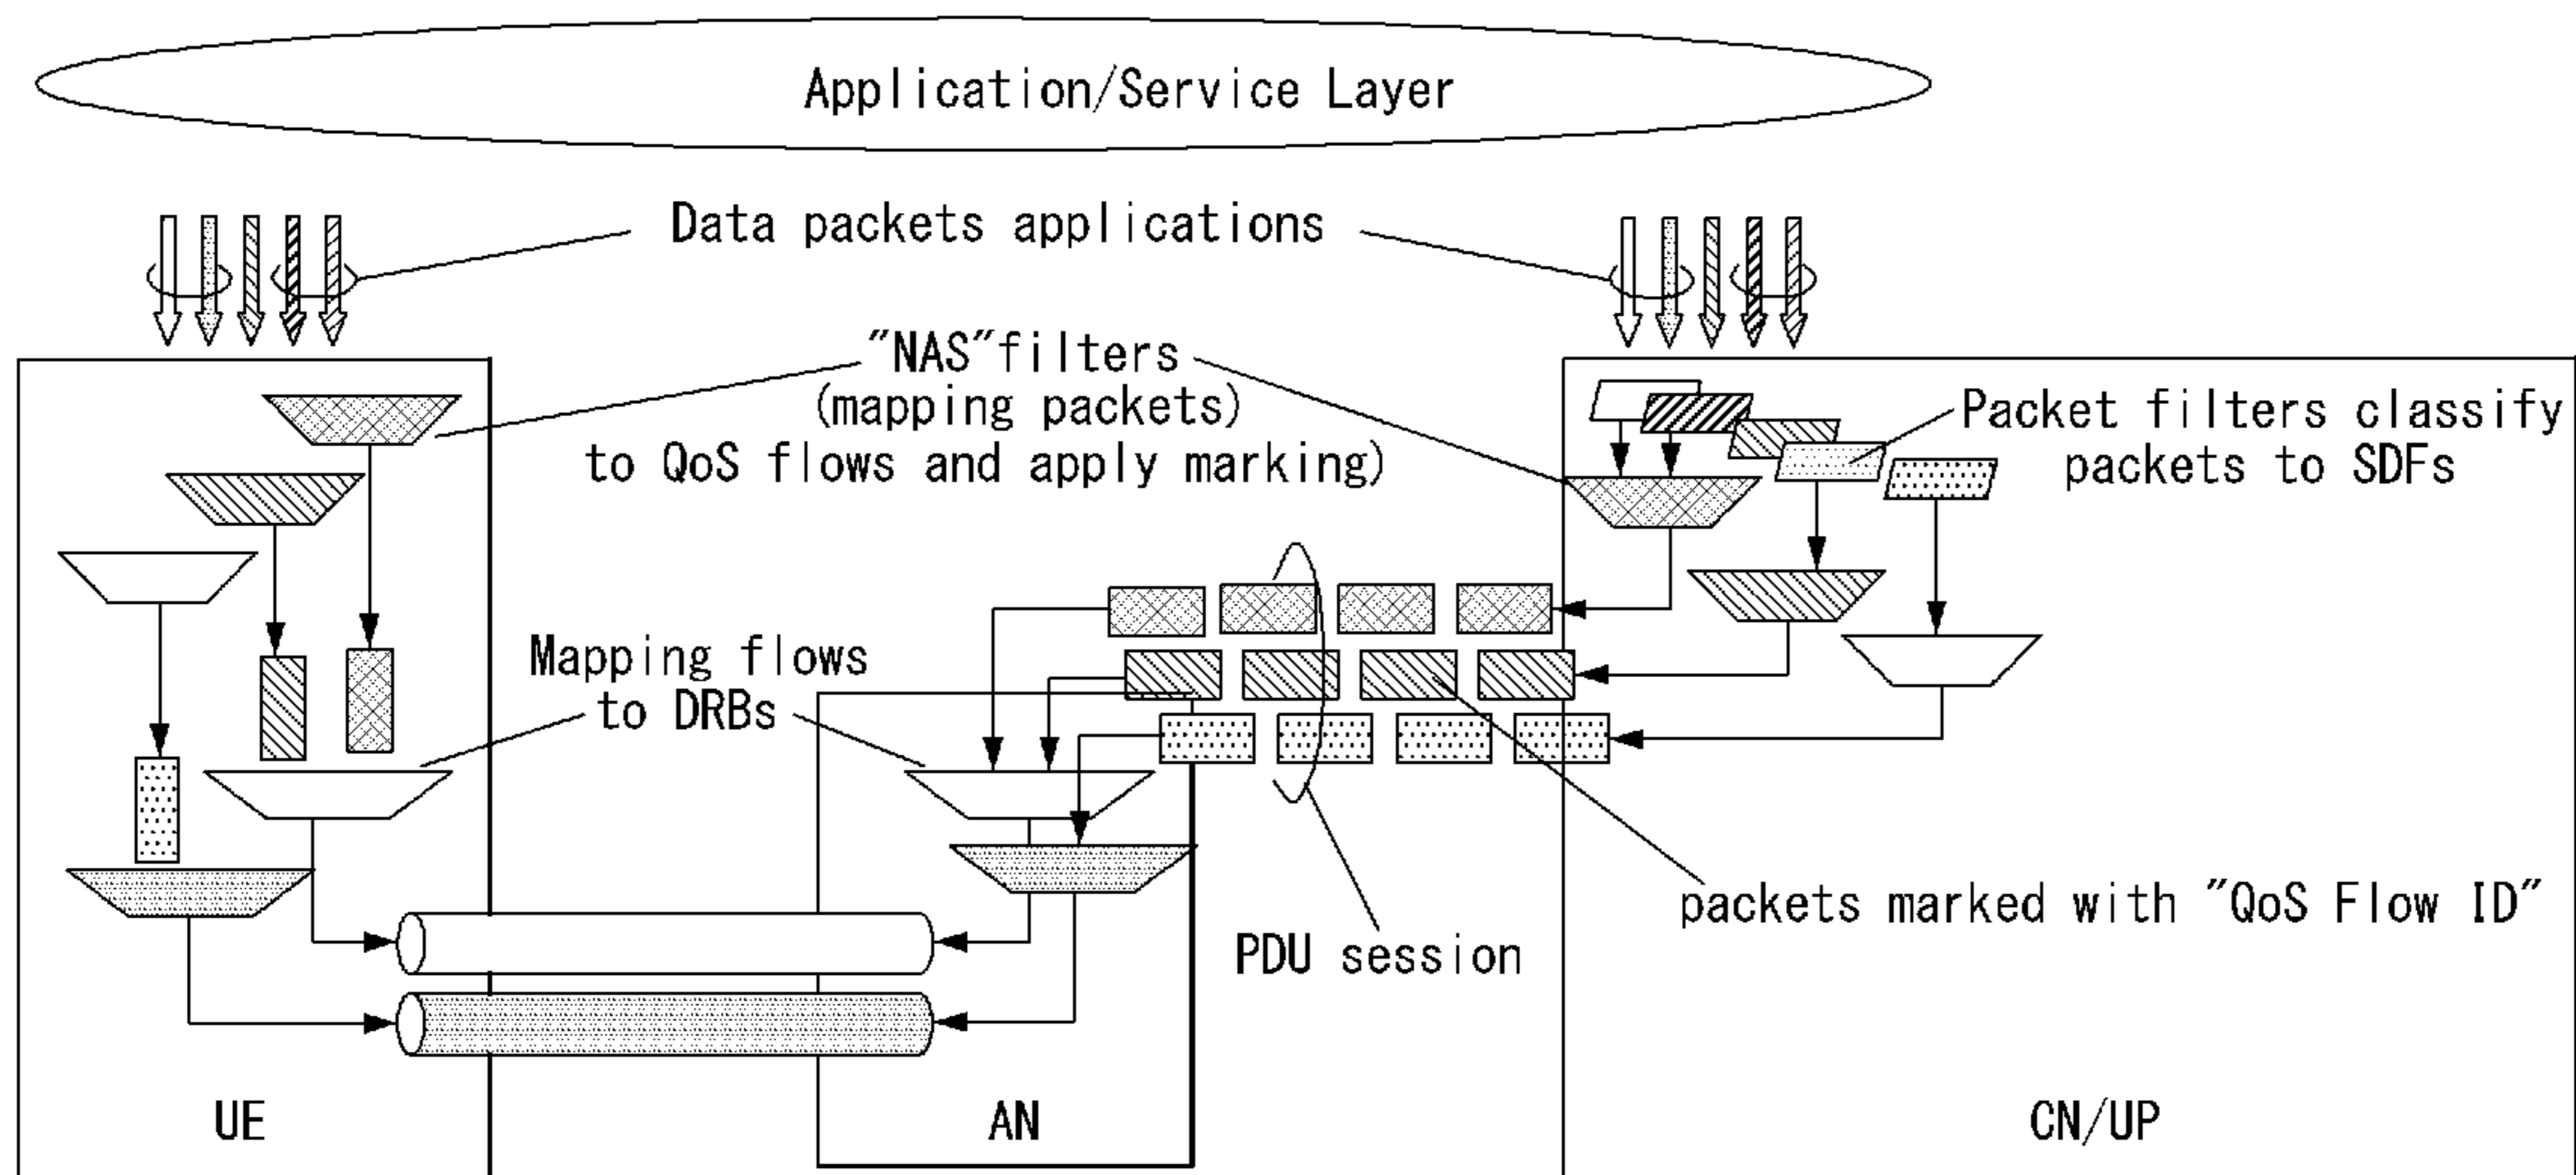 Application/Service Layer
Data packets applications
"NAS"filters
(mapping packets)
to QoS flows and apply marking)
Packet filters classify
packets to SDFs
Mapping flows
to DRBs
packets marked with "QoS Flow ID"
PDU session
UE
AN
CN/UP